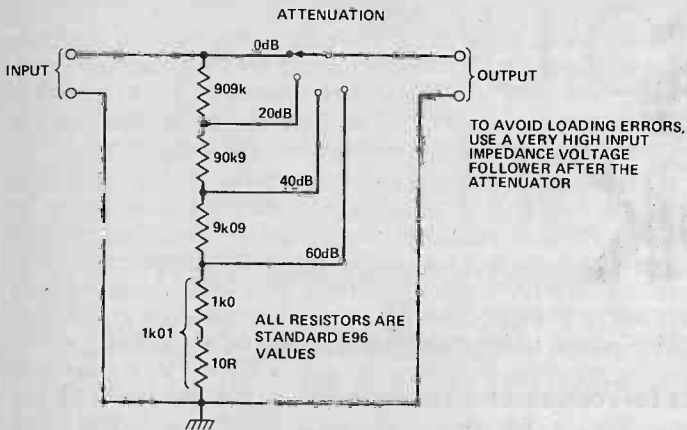 ATTENUATION
0dB
INPUT
OUTPUT
909k
20dB
TO AVOID LOADING ERRORS,
USE A VERY HIGH INPUT
IMPEDANCE VOLTAGE
FOLLOWER AFTER THE
ATTENUATOR
90k9
40dB
9k09
60dB
1k0
1k01
ALL RESISTORS ARE
STANDARD E96
VALUES
10R